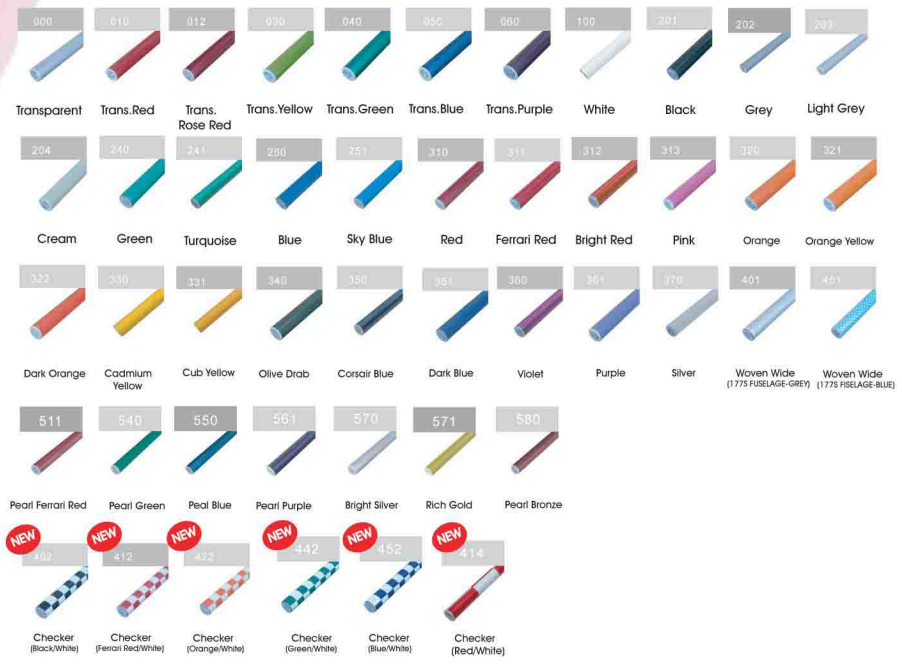 000 010 012 030 040 050 060 100 201 202 203
Transparent Trans.Red Trans. Rose Red Trans.Yellow Trans.Green Trans.Blue Trans.Purple White Black Grey Light Grey
204 240 241 250 251 310 311 312 313 320 321
Cream Green Turquoise Blue Sky Blue Red Ferrari Red Bright Red Pink Orange Orange Yellow
322 330 331 340 350 351 360 361 370 401 451
Dark Orange Cadmium Yellow Cub Yellow Olive Drab Corsair Blue Dark Blue Violet Purple Silver Woven Wide (177S FUSELAGE-GREY) Woven Wide (177S FISELAGE-BLUE)
511 540 550 561 570 571 580
Pearl Ferrari Red Pearl Green Peal Blue Pearl Purple Bright Silver Rich Gold Pearl Bronze
NEW NEW NEW NEW NEW NEW
402 412 422 442 452 414
Checker (Black/White) Checker (Ferrari Red/White) Checker (Orange/White) Checker (Green/White) Checker (Blue/White) Checker (Red/White)